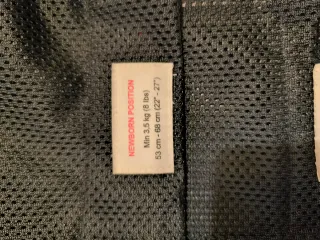 NEWBORN POSITION
Min 3,5 kg (8 lbs)
53 cm - 68 cm (22" - 27")